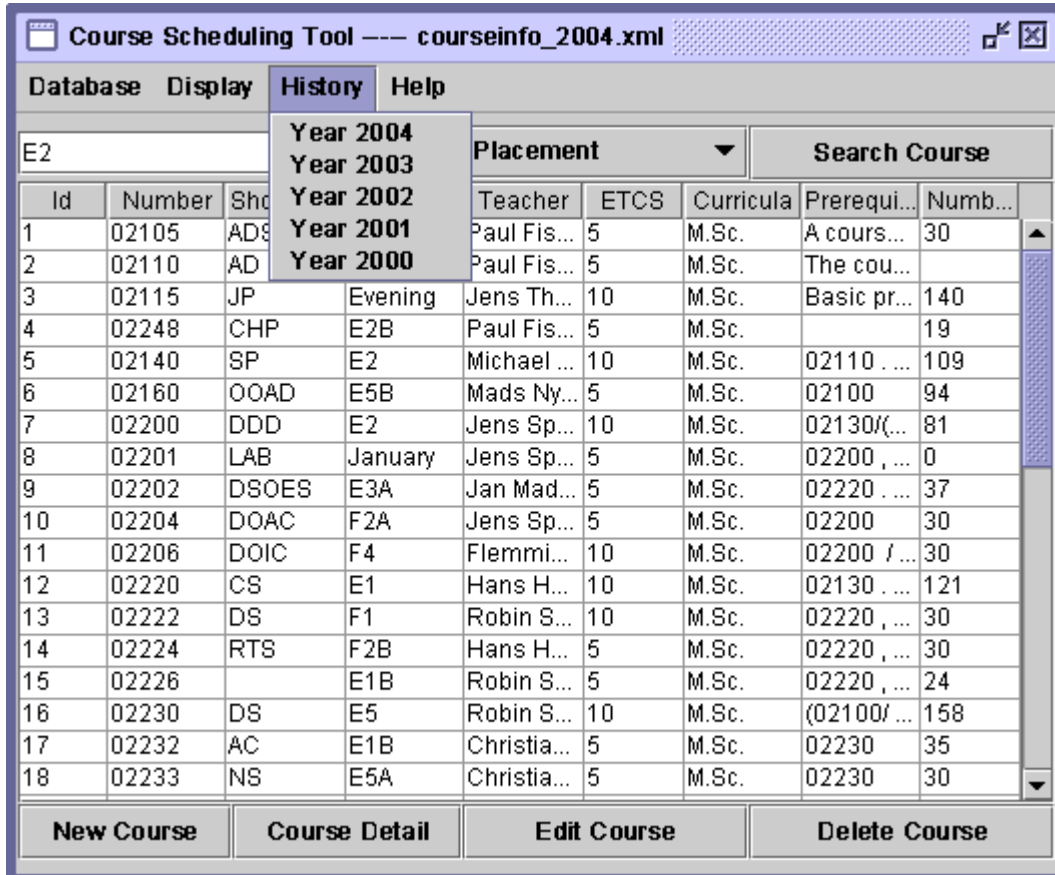 Course Scheduling Tool ---- courseinfo_2004.xml
Database Display History Help
Year 2004
Year 2003
Year 2002
Year 2001
Year 2000
E2 Placement Search Course
Id Number Sho Teacher ETCS Curricula Prerequi... Numb...
1 02105 ADS Paul Fis... 5 M.Sc. A cours... 30
2 02110 AD Paul Fis... 5 M.Sc. The cou...
3 02115 JP Evening Jens Th... 10 M.Sc. Basic pr... 140
4 02248 CHP E2B Paul Fis... 5 M.Sc. 19
5 02140 SP E2 Michael ... 10 M.Sc. 02110 . ... 109
6 02160 OOAD E5B Mads Ny... 5 M.Sc. 02100 94
7 02200 DDD E2 Jens Sp... 10 M.Sc. 02130/(... 81
8 02201 LAB January Jens Sp... 5 M.Sc. 02200 , ... 0
9 02202 DSOES E3A Jan Mad... 5 M.Sc. 02220 . ... 37
10 02204 DOAC F2A Jens Sp... 5 M.Sc. 02200 30
11 02206 DOIC F4 Flemmi... 10 M.Sc. 02200 / ... 30
12 02220 CS E1 Hans H... 10 M.Sc. 02130 . ... 121
13 02222 DS F1 Robin S... 10 M.Sc. 02220 , ... 30
14 02224 RTS F2B Hans H... 5 M.Sc. 02220 , ... 30
15 02226 E1B Robin S... 5 M.Sc. 02220 , ... 24
16 02230 DS E5 Robin S... 10 M.Sc. (02100/ ... 158
17 02232 AC E1B Christia... 5 M.Sc. 02230 35
18 02233 NS E5A Christia... 5 M.Sc. 02230 30
New Course Course Detail Edit Course Delete Course